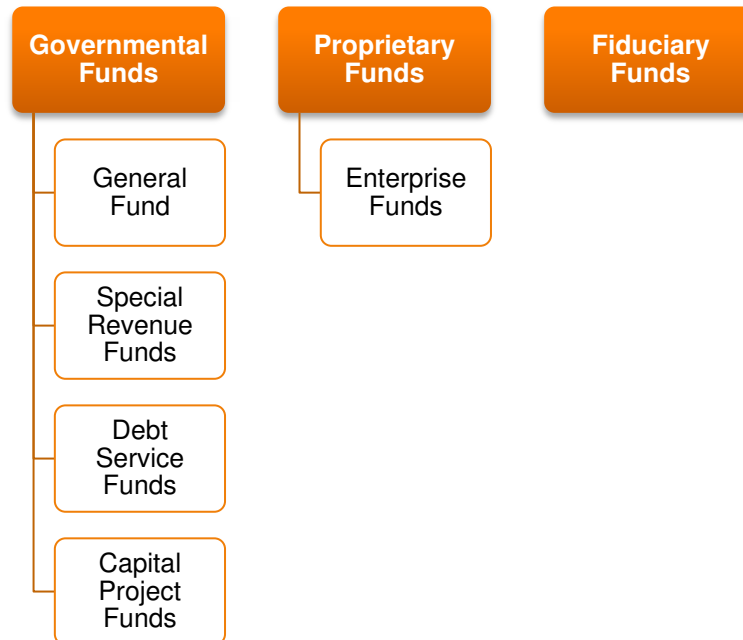 Governmental
Funds
General
Fund
Special
Revenue
Funds
Debt
Service
Funds
Capital
Project
Funds
Proprietary
Funds
Enterprise
Funds
Fiduciary
Funds